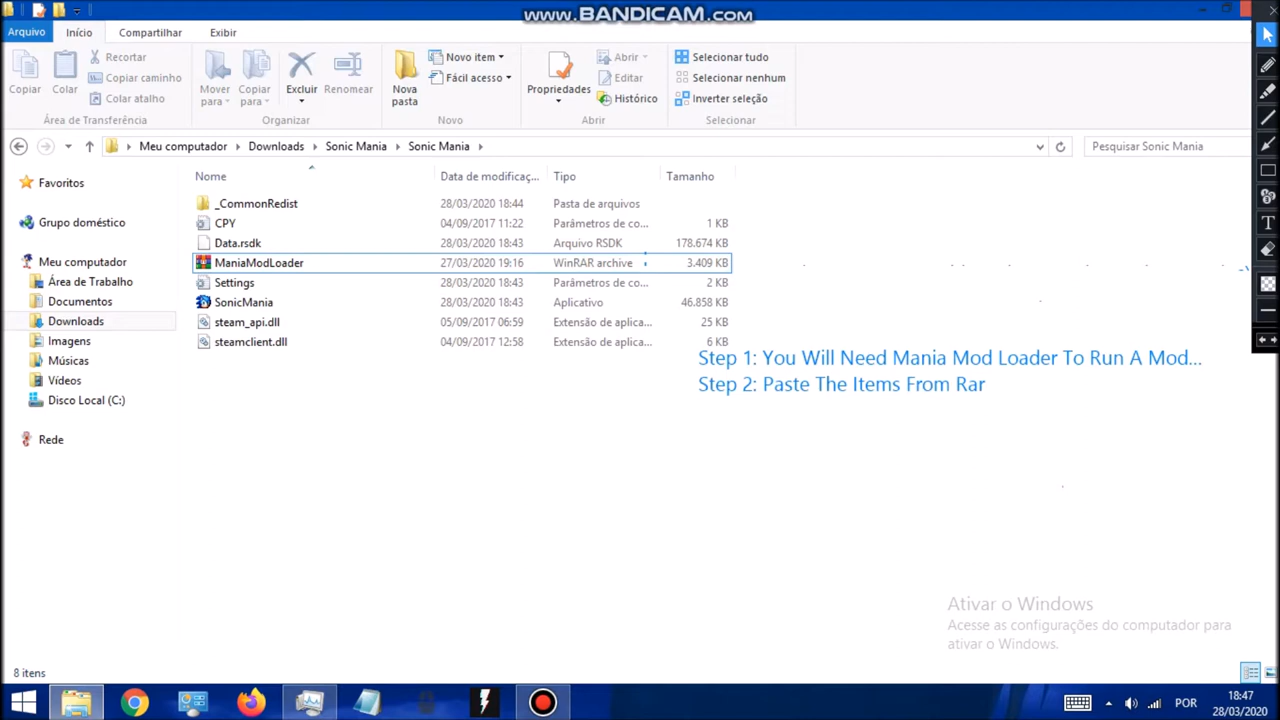 www.BANDICAM.com
Arquivo Início Compartilhar Exibir
Copiar
Colar
Recortar
Copiar caminho
Colar atalho
Área de Transferência
Mover para
Copiar para
Excluir
Renomear
Organizar
Nova pasta
Novo item
Fácil acesso
Novo
Propriedades
Abrir
Editar
Histórico
Abrir
Selecionar tudo
Selecionar nenhum
Inverter seleção
Selecionar
Meu computador Downloads Sonic Mania Sonic Mania
Pesquisar Sonic Mania
Favoritos
Grupo doméstico
Meu computador
Área de Trabalho
Documentos
Downloads
Imagens
Músicas
Vídeos
Disco Local (C:)
Rede
Nome Data de modificaç... Tipo Tamanho
_CommonRedist 28/03/2020 18:44 Pasta de arquivos
CPY 04/09/2017 11:22 Parâmetros de co... 1 KB
Data.rsdk 28/03/2020 18:43 Arquivo RSDK 178.674 KB
ManiaModLoader 27/03/2020 19:16 WinRAR archive 3.409 KB
Settings 28/03/2020 18:43 Parâmetros de co... 2 KB
SonicMania 28/03/2020 18:43 Aplicativo 46.858 KB
steam_api.dll 05/09/2017 06:59 Extensão de aplica... 25 KB
steamclient.dll 04/09/2017 12:58 Extensão de aplica... 6 KB
Step 1: You Will Need Mania Mod Loader To Run A Mod...
Step 2: Paste The Items From Rar
Ativar o Windows
Acesse as configurações do computador para
ativar o Windows.
8 itens
T
POR
18:47
28/03/2020